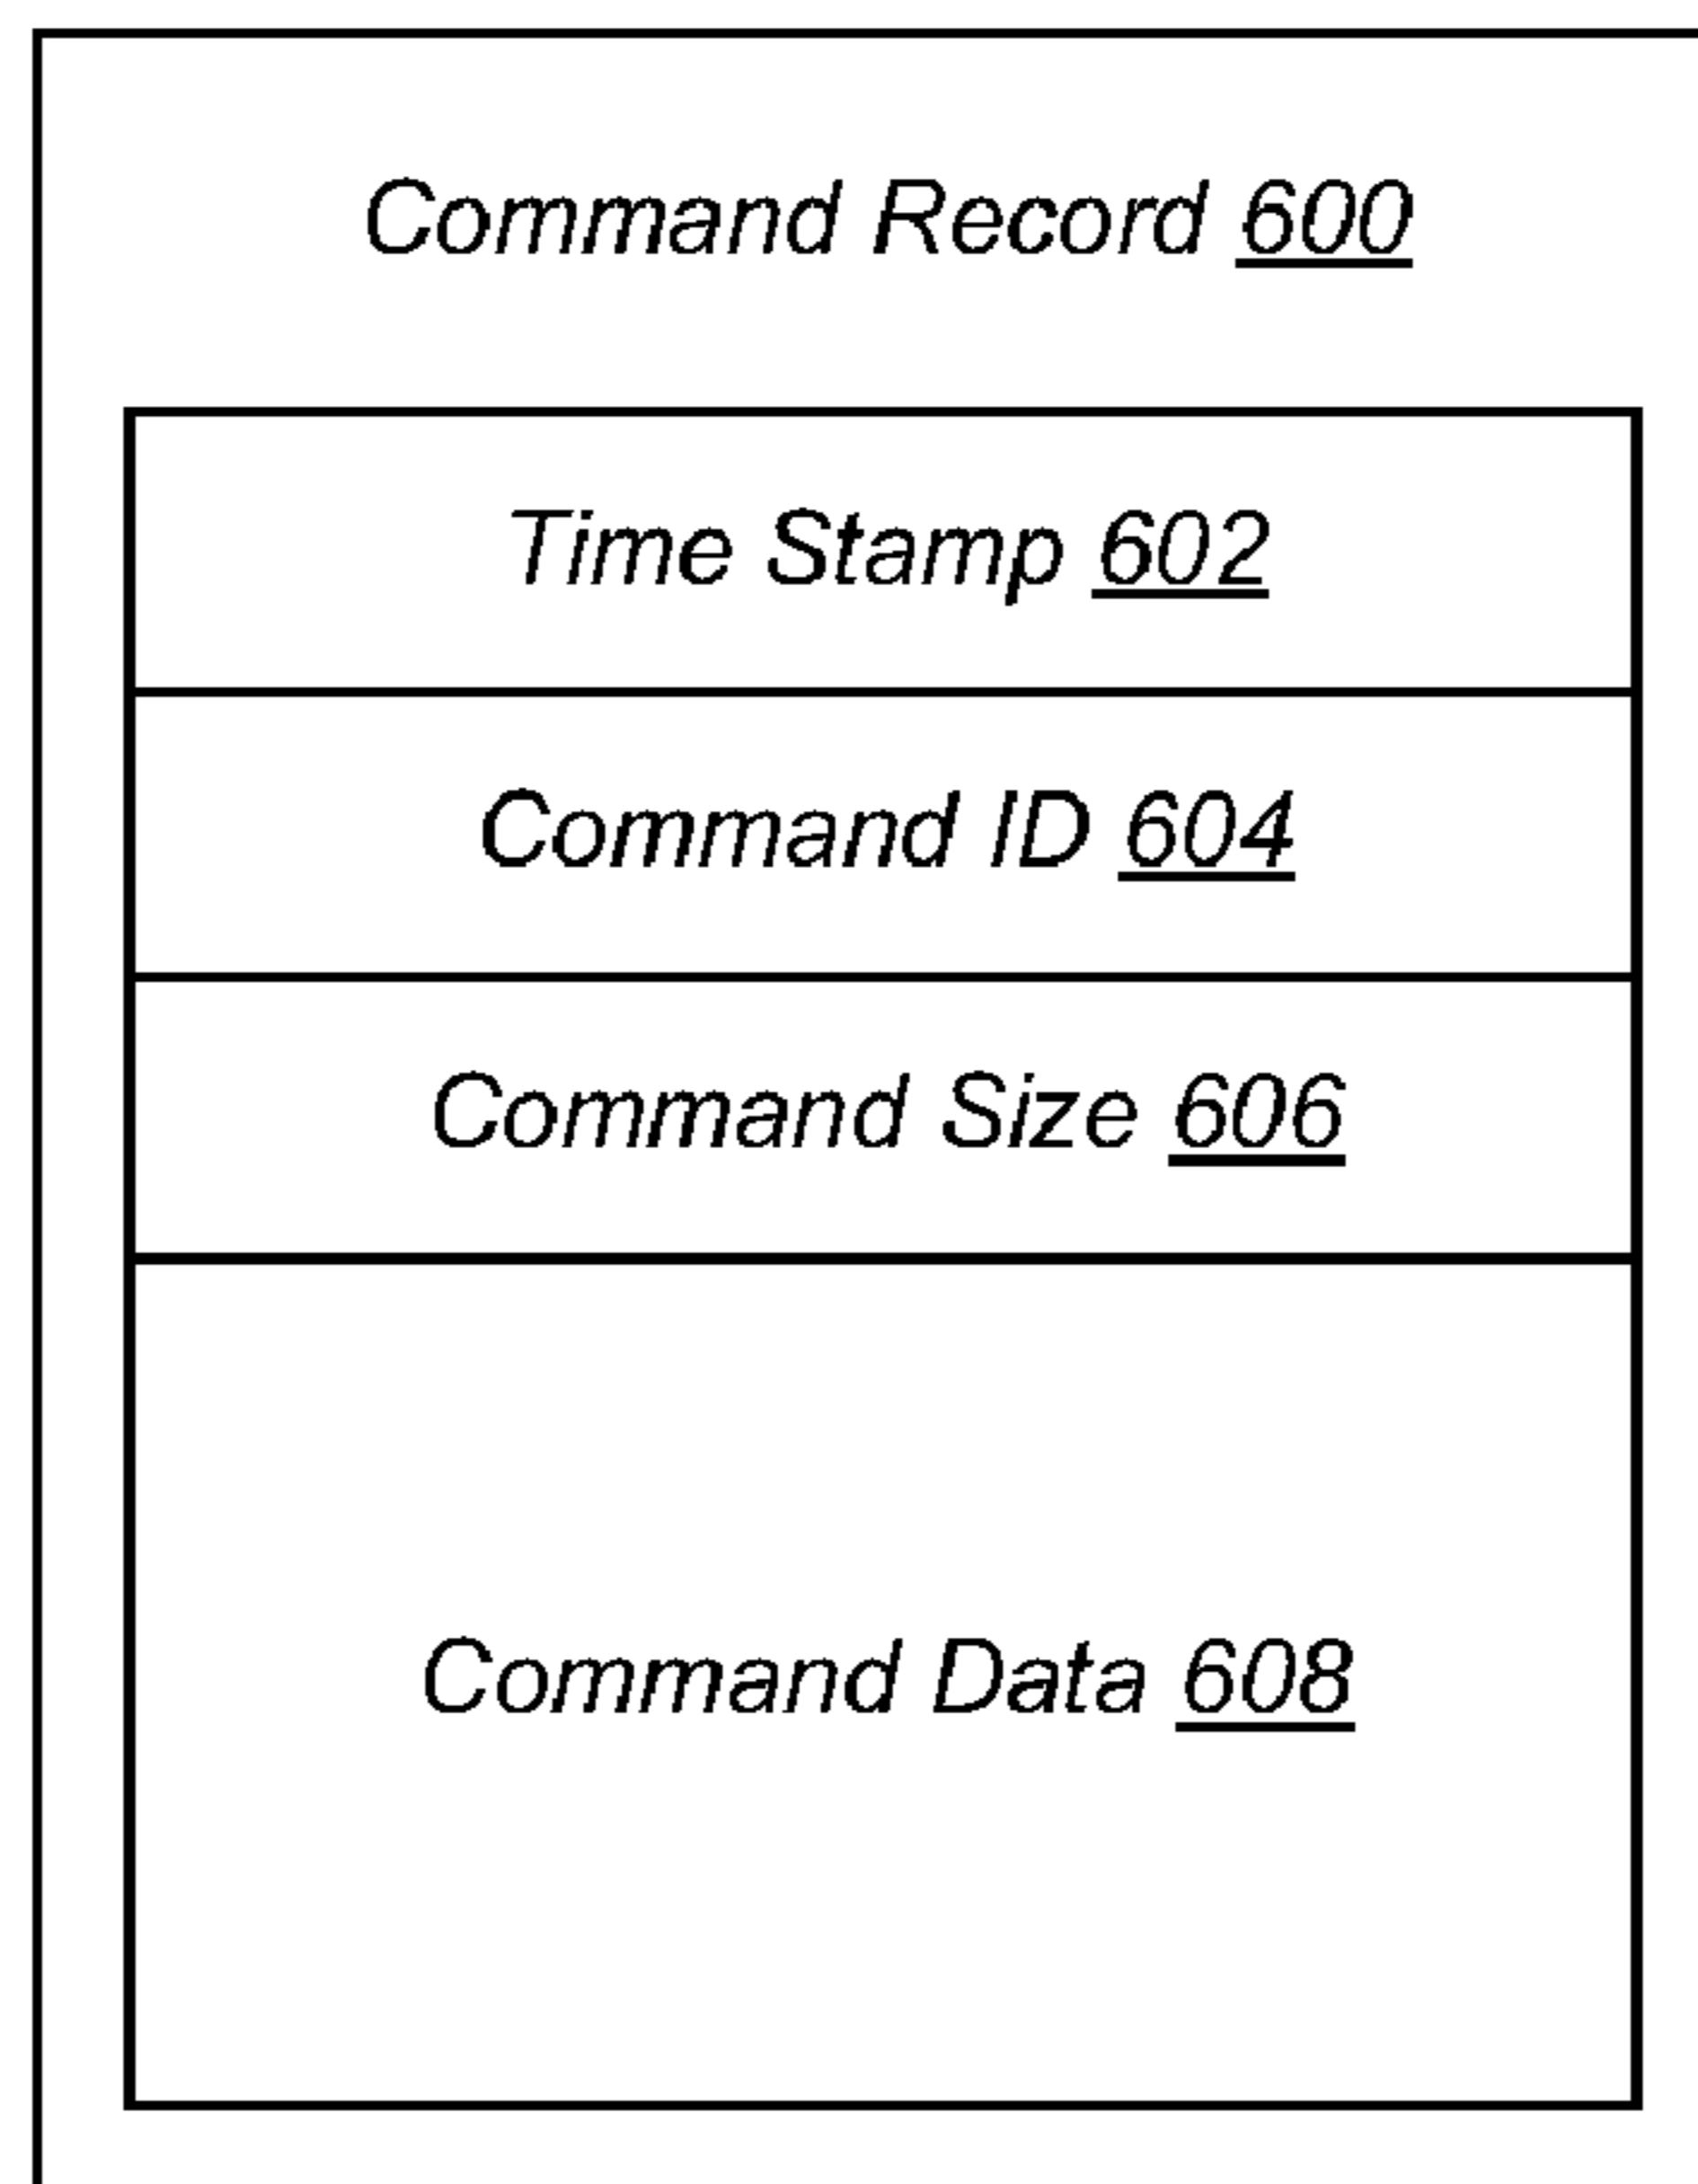 Command Record 600
Time Stamp 602
Command ID 604
Command Size 606
Command Data 608